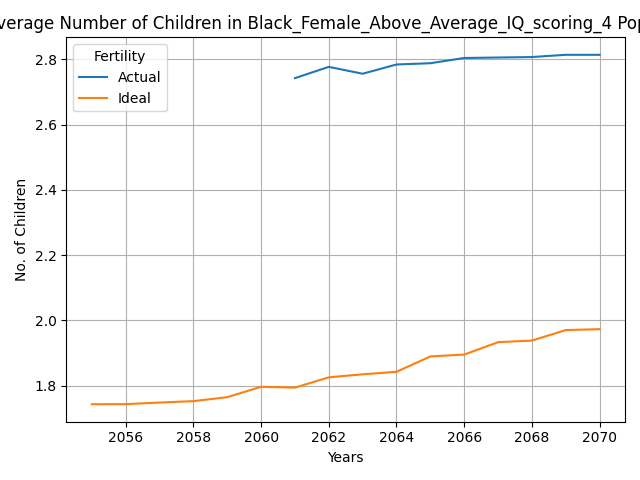 verage Number of Children in Black_Female_Above_Average_IQ_scoring_4 Pop
Fertility
Actual
Ideal
2.8
2.6
2.4
2.2
2.0
1.8
No. of Children
2056 2058 2060 2062 2064 2066 2068 2070
Years